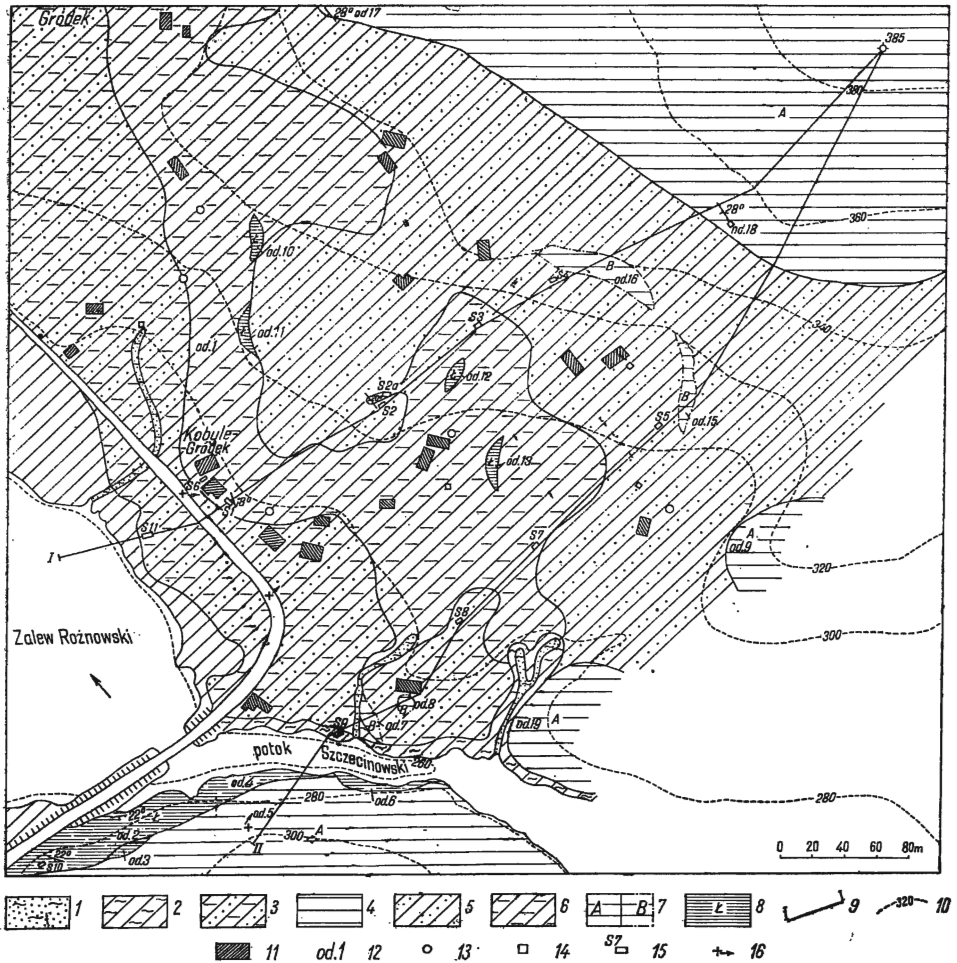 Gródek
28° od.17
385
380
A
28°
od.18
360
od.10
B
od.16
S4
340
od.1
od.11
S3
od.12
S2a
S2
B
od.15
S5
Kobyle-
Gródek
od.13
S6
S1
8°
S11
I
S7
A
od.9
320
300
Zalew Rożnowski
S8
od.8
od.7
B
S9
od.19
A
potok Szczecinowski
260
od.4
280
od.6
22° Ł
od.2
od.5
280
300 A
II
22°
S10
od.3
0 20 40 60 80m
1 2 3 4 5 6 A B 7 Ł 8 9 320 10
11 od.1 12 13 14 S7 15 16